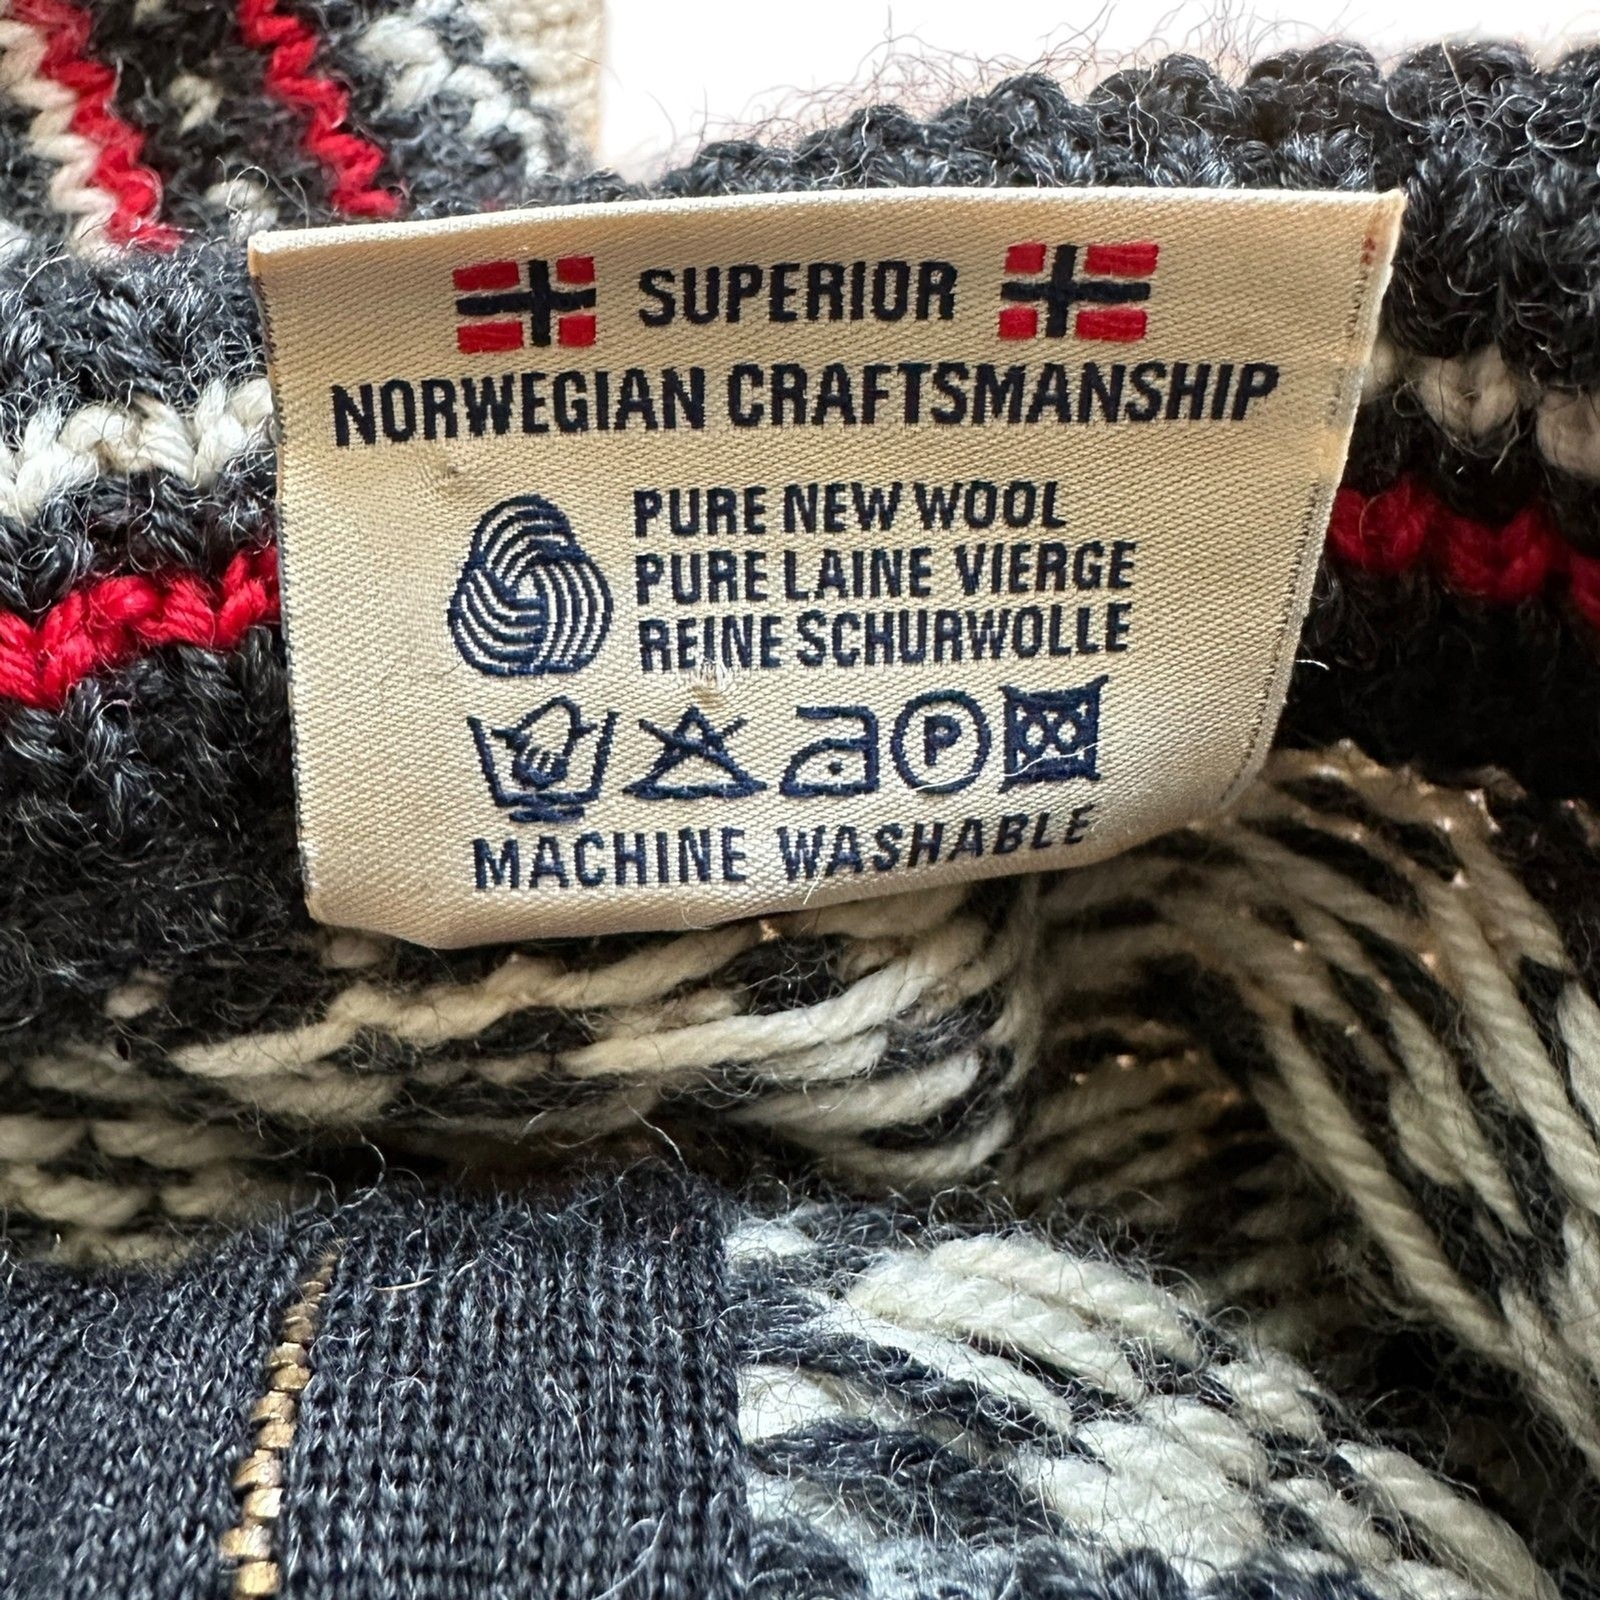 SUPERIOR
NORWEGIAN CRAFTSMANSHIP
PURE NEW WOOL
PURE LAINE VIERGE
REINE SCHURWOLLE
P
MACHINE WASHABLE